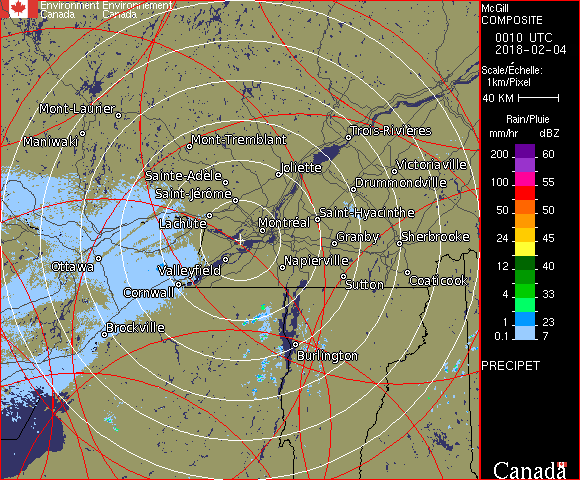 Environment Environnement
Canada Canada
McGill
COMPOSITE
0010 UTC
2018-02-04
Scale/Échelle:
1km/Pixel
40 KM
Rain/Pluie
mm/hr dBZ
200 60
100 55
50 50
24 45
12 40
4 33
1 23
0.1 7
PRECIPET
Canada
Mont-Laurier
Maniwaki
Mont-Tremblant
Trois-Rivières
Joliette
Victoriaville
Sainte-Adèle
Drummondville
Saint-Jérôme
Lachute
Saint-Hyacinthe
Montréal
Granby
Sherbrooke
Ottawa
Valleyfield
Napierville
Cornwall
Sutton
Coaticook
Brockville
Burlington